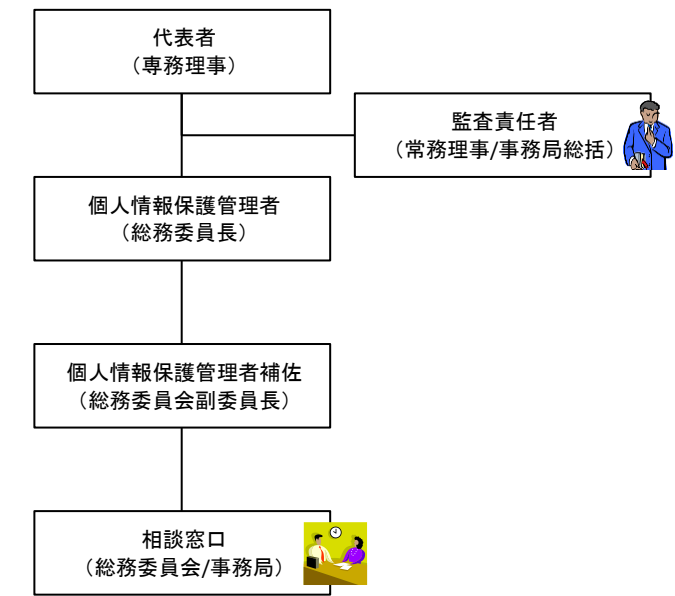 代表者
（専務理事）
監査責任者
（常務理事/事務局総括）
個人情報保護管理者
（総務委員長）
個人情報保護管理者補佐
（総務委員会副委員長）
相談窓口
（総務委員会/事務局）